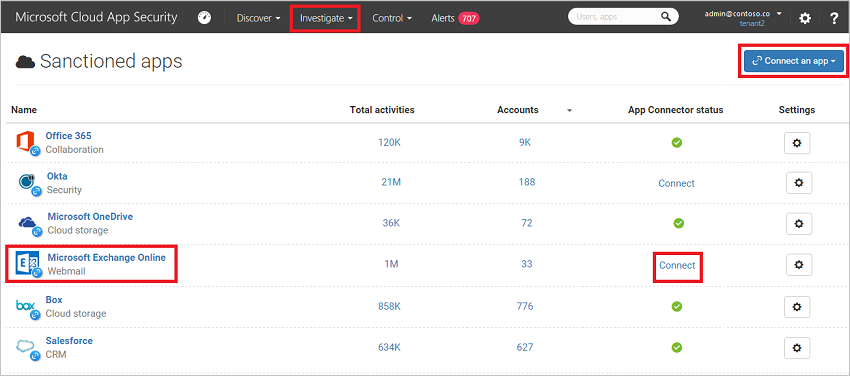 Microsoft Cloud App Security Discover Investigate Control Alerts 707 Users, apps admin@contoso.co ?
tenant2
Sanctioned apps Connect an app
Name Total activities Accounts App Connector status Settings
Office 365 120K 9K
Collaboration
Okta 21M 188 Connect
Security
Microsoft OneDrive 36K 72
Cloud storage
Microsoft Exchange Online 1M 33 Connect
Webmail
Box 858K 776
Cloud storage
Salesforce 634K 627
CRM